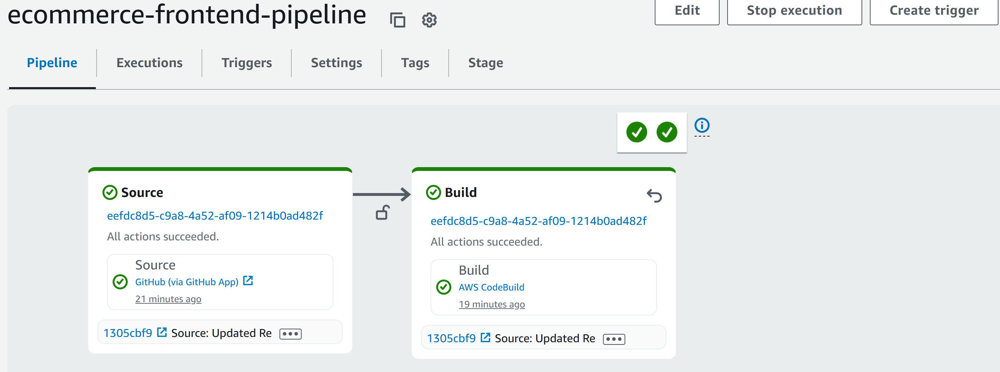 ecommerce-frontend-pipeline
Edit
Stop execution
Create trigger
Pipeline
Executions
Triggers
Settings
Tags
Stage
Source
eefdc8d5-c9a8-4a52-af09-1214b0ad482f
All actions succeeded.
Source
GitHub (via GitHub App)
21 minutes ago
1305cbf9 Source: Updated Re
Build
eefdc8d5-c9a8-4a52-af09-1214b0ad482f
All actions succeeded.
Build
AWS CodeBuild
19 minutes ago
1305cbf9 Source: Updated Re